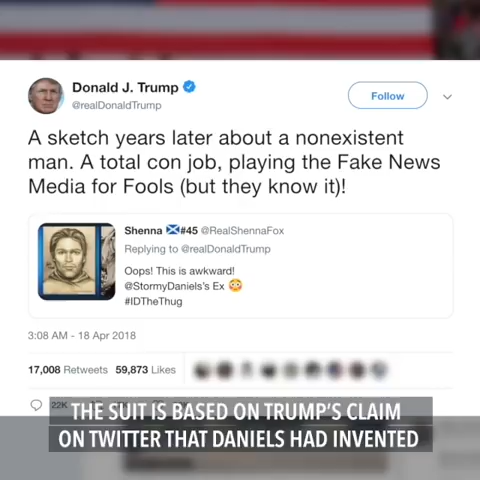 Donald J. Trump
@realDonaldTrump
Follow
A sketch years later about a nonexistent
man. A total con job, playing the Fake News
Media for Fools (but they know it)!
Shenna #45 @RealShennaFox
Replying to @realDonaldTrump
Oops! This is awkward!
@StormyDaniels's Ex 😳
#IDTheThug
3:08 AM - 18 Apr 2018
17,008 Retweets 59,873 Likes
22K
THE SUIT IS BASED ON TRUMP'S CLAIM
ON TWITTER THAT DANIELS HAD INVENTED